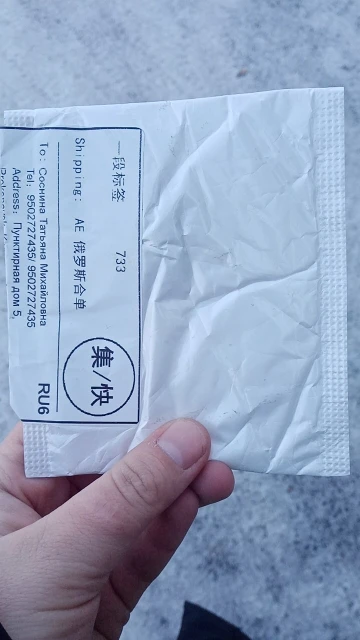 一段标签 733
Shipping: AE 俄罗斯合单
集/快
To: Соснина Татьяна Михайловна
Tel: 9502727435/9502727435
Address: Пунктирная дом 5,
RU6